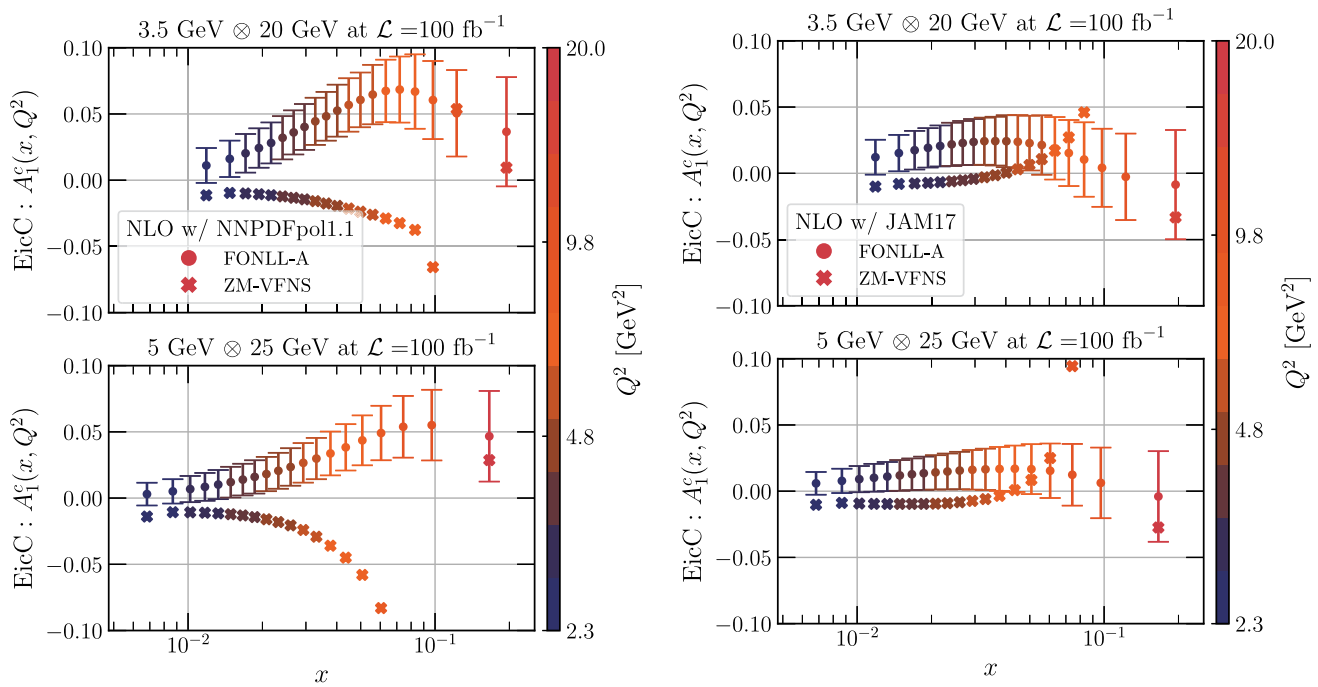 3.5 GeV ⊗ 20 GeV at ℒ =100 fb⁻¹
EicC : A₁ᶜ(x, Q²)
0.10
0.05
0.00
−0.05
−0.10
NLO w/ NNPDFpol1.1
FONLL-A
ZM-VFNS
5 GeV ⊗ 25 GeV at ℒ =100 fb⁻¹
EicC : A₁ᶜ(x, Q²)
0.10
0.05
0.00
−0.05
−0.10
10⁻²
10⁻¹
x
20.0
9.8
4.8
2.3
Q² [GeV²]
3.5 GeV ⊗ 20 GeV at ℒ =100 fb⁻¹
EicC : A₁ᶜ(x, Q²)
0.10
0.05
0.00
−0.05
−0.10
NLO w/ JAM17
FONLL-A
ZM-VFNS
5 GeV ⊗ 25 GeV at ℒ =100 fb⁻¹
EicC : A₁ᶜ(x, Q²)
0.10
0.05
0.00
−0.05
−0.10
10⁻²
10⁻¹
x
20.0
9.8
4.8
2.3
Q² [GeV²]